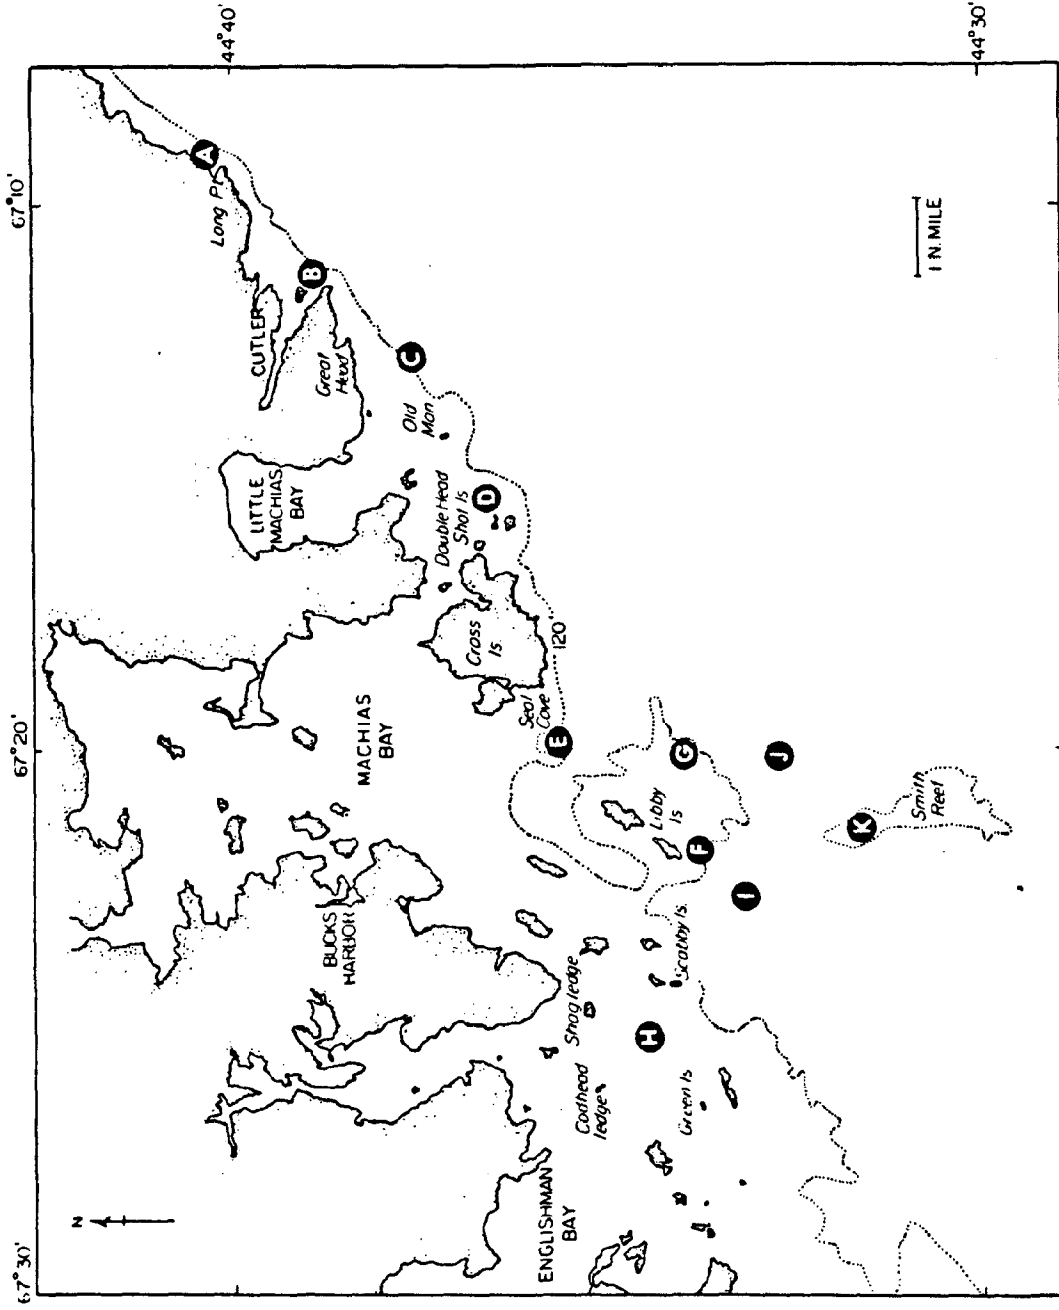 67°30'
67°20'
67°10'
44°40'
44°30'
N
A
Long Pt
CUTLER
B
Great
Head
C
Old
Man
LITTLE
MACHIAS
BAY
Double Head
Shot Is
D
Cross
Is
120'
Seal
Cove
E
MACHIAS
BAY
BUCKS
HARBOR
Libby
Is
G
F
J
I
K
Smith
Reef
Scabby Is.
Shag ledge
H
Codhead
ledge
Green Is
ENGLISHMAN
BAY
1 N. MILE